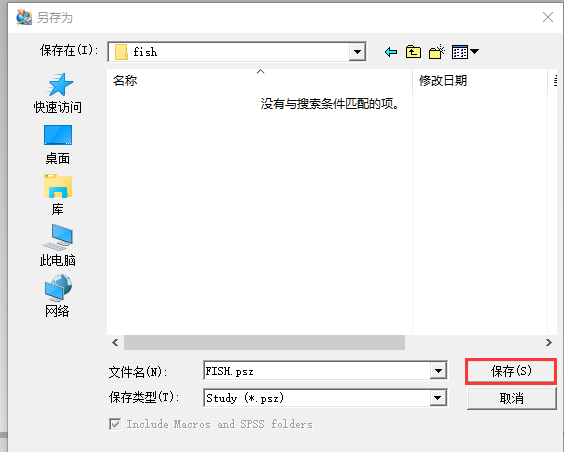 另存为
保存在(I):
fish
名称
修改日期
没有与搜索条件匹配的项。
快速访问
桌面
库
此电脑
网络
文件名(N):
FISH.psz
保存(S)
保存类型(T):
Study (*.psz)
取消
Include Macros and SPSS folders